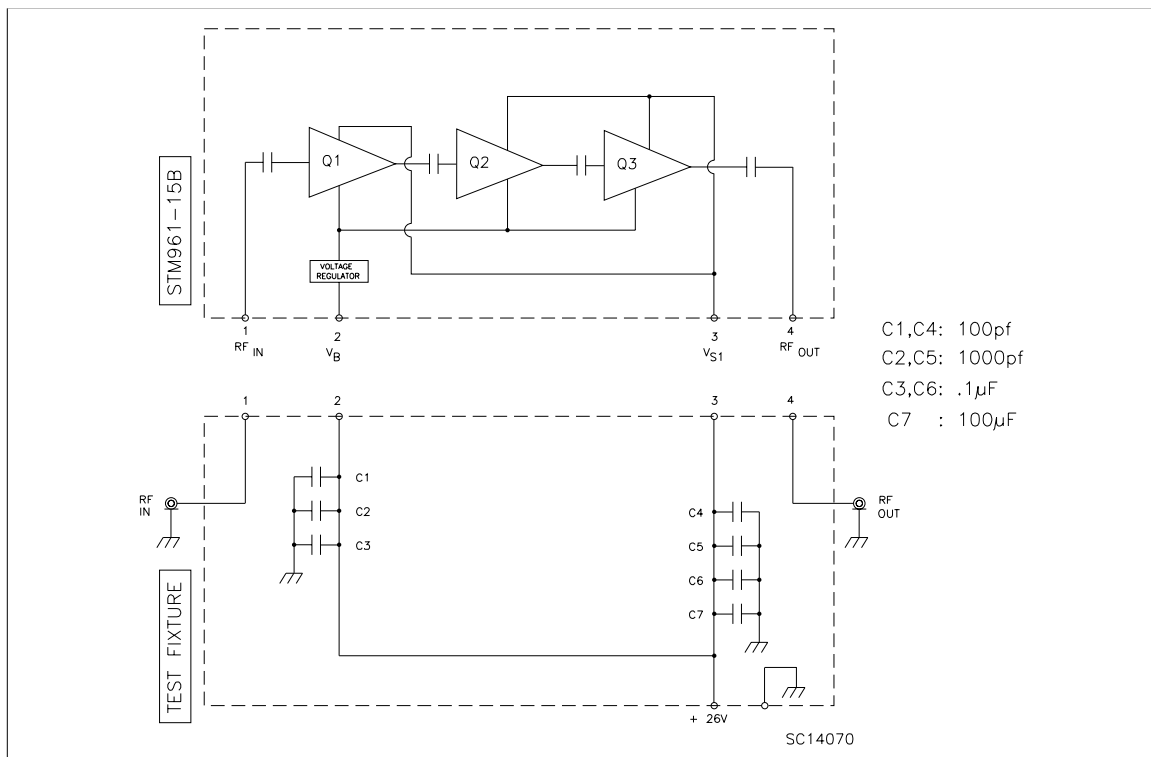 STM961-15B
Q1
Q2
Q3
VOLTAGE
REGULATOR
1
2
3
4
RF IN
VB
VS1
RF OUT
C1,C4: 100pf
C2,C5: 1000pf
C3,C6: .1µF
C7 : 100µF
1
2
3
4
RF
IN
C1
C2
C3
C4
C5
C6
C7
RF
OUT
TEST FIXTURE
+ 26V
SC14070